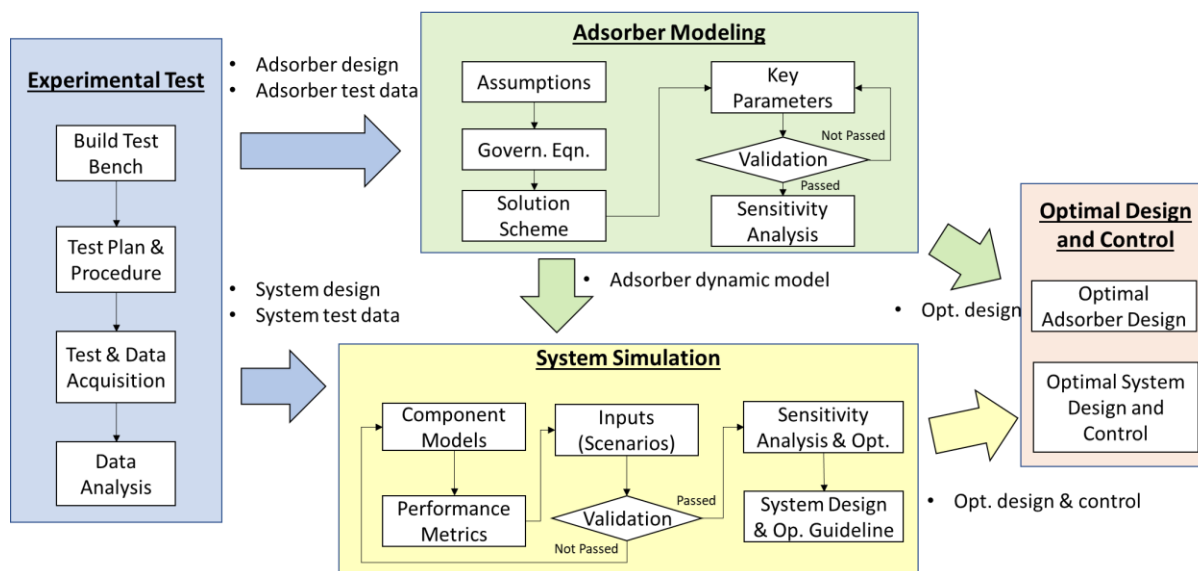 Experimental Test
Build Test
Bench
Test Plan &
Procedure
Test & Data
Acquisition
Data
Analysis
• Adsorber design
• Adsorber test data
• System design
• System test data
Adsorber Modeling
Assumptions
Govern. Eqn.
Solution
Scheme
Key
Parameters
Not Passed
Validation
Passed
Sensitivity
Analysis
• Adsorber dynamic model
• Opt. design
System Simulation
Component
Models
Performance
Metrics
Inputs
(Scenarios)
Validation
Passed
Not Passed
Sensitivity
Analysis & Opt.
System Design
& Op. Guideline
• Opt. design & control
Optimal Design
and Control
Optimal
Adsorber Design
Optimal System
Design and
Control